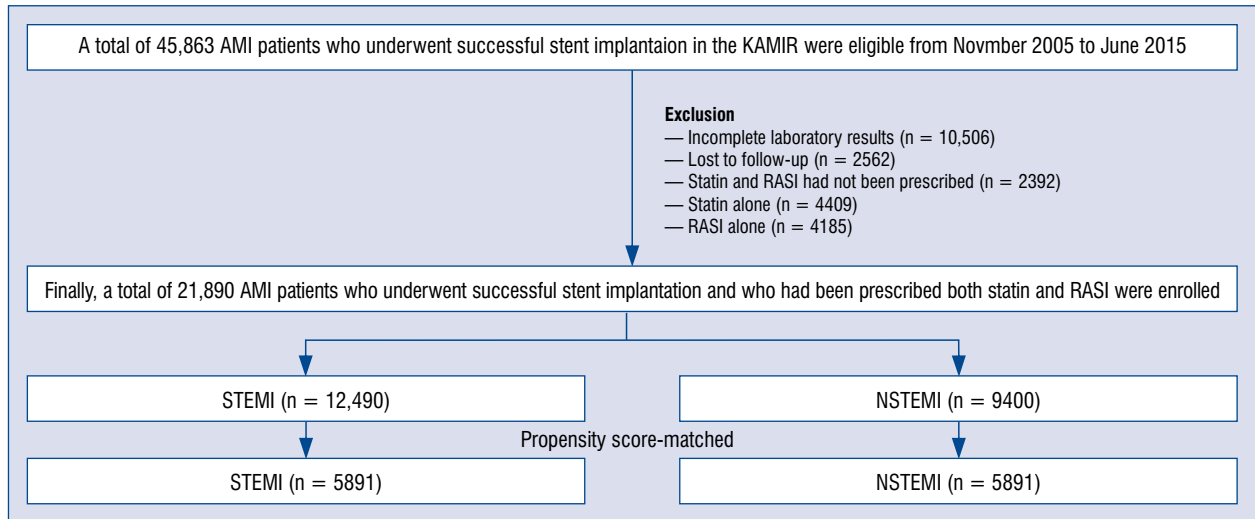 A total of 45,863 AMI patients who underwent successful stent implantaion in the KAMIR were eligible from Novmber 2005 to June 2015
Exclusion
— Incomplete laboratory results (n = 10,506)
— Lost to follow-up (n = 2562)
— Statin and RASI had not been prescribed (n = 2392)
— Statin alone (n = 4409)
— RASI alone (n = 4185)
Finally, a total of 21,890 AMI patients who underwent successful stent implantation and who had been prescribed both statin and RASI were enrolled
STEMI (n = 12,490)
NSTEMI (n = 9400)
Propensity score-matched
STEMI (n = 5891)
NSTEMI (n = 5891)